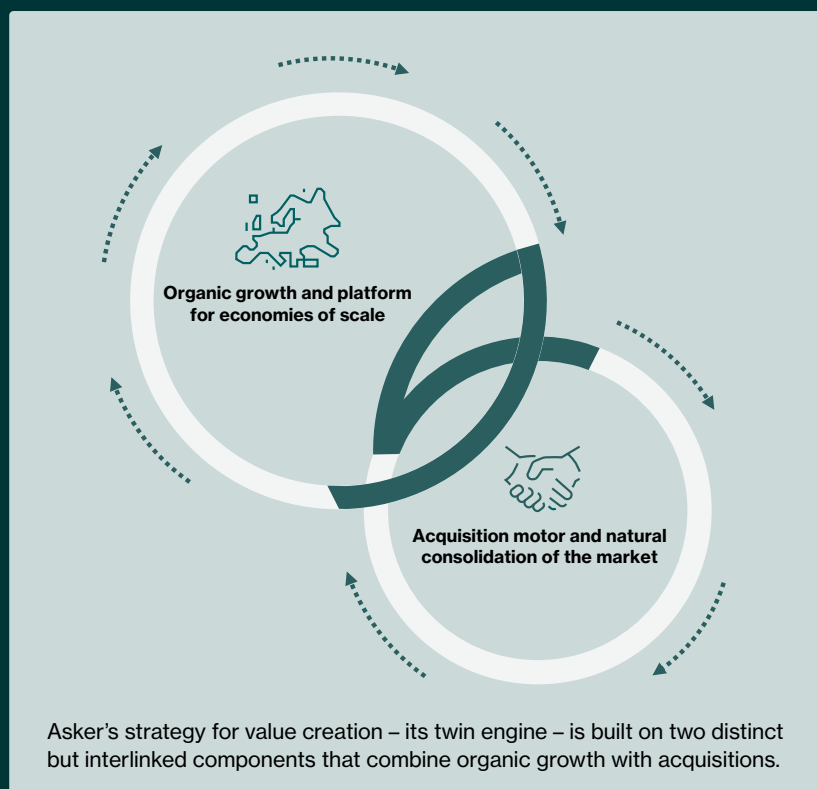 Organic growth and platform
for economies of scale
Acquisition motor and natural
consolidation of the market
Asker’s strategy for value creation – its twin engine – is built on two distinct
but interlinked components that combine organic growth with acquisitions.